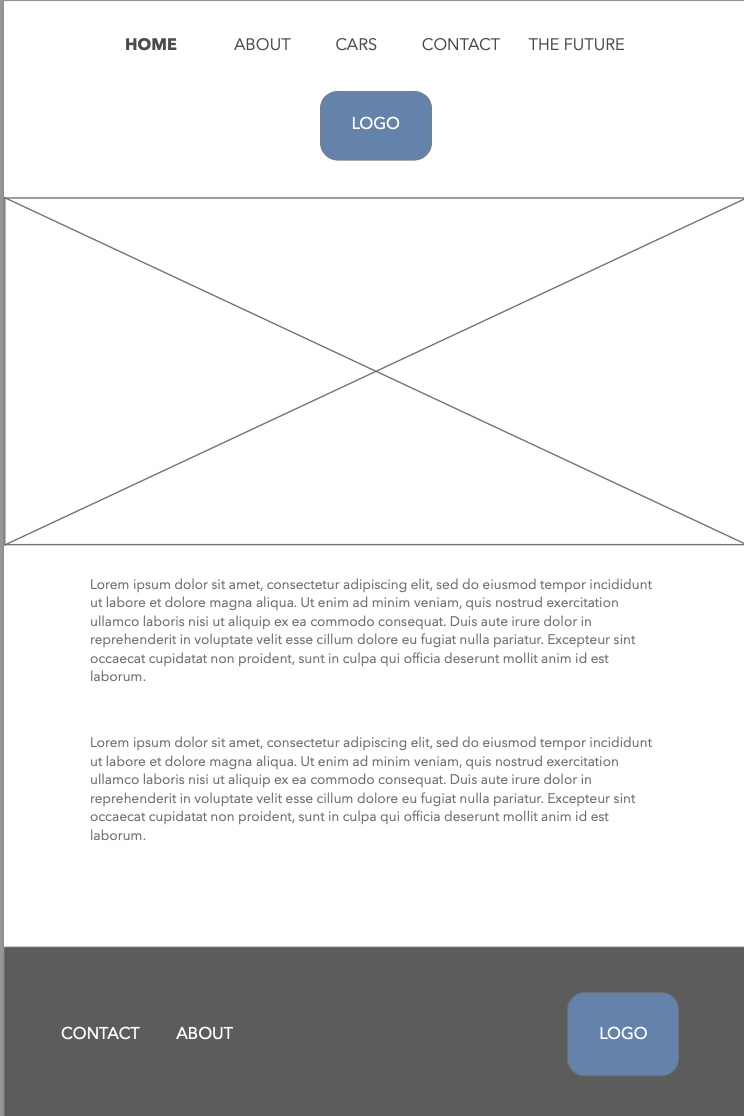 HOME ABOUT CARS CONTACT THE FUTURE
LOGO
Lorem ipsum dolor sit amet, consectetur adipiscing elit, sed do eiusmod tempor incididunt
ut labore et dolore magna aliqua. Ut enim ad minim veniam, quis nostrud exercitation
ullamco laboris nisi ut aliquip ex ea commodo consequat. Duis aute irure dolor in
reprehenderit in voluptate velit esse cillum dolore eu fugiat nulla pariatur. Excepteur sint
occaecat cupidatat non proident, sunt in culpa qui officia deserunt mollit anim id est
laborum.
Lorem ipsum dolor sit amet, consectetur adipiscing elit, sed do eiusmod tempor incididunt
ut labore et dolore magna aliqua. Ut enim ad minim veniam, quis nostrud exercitation
ullamco laboris nisi ut aliquip ex ea commodo consequat. Duis aute irure dolor in
reprehenderit in voluptate velit esse cillum dolore eu fugiat nulla pariatur. Excepteur sint
occaecat cupidatat non proident, sunt in culpa qui officia deserunt mollit anim id est
laborum.
CONTACT ABOUT LOGO